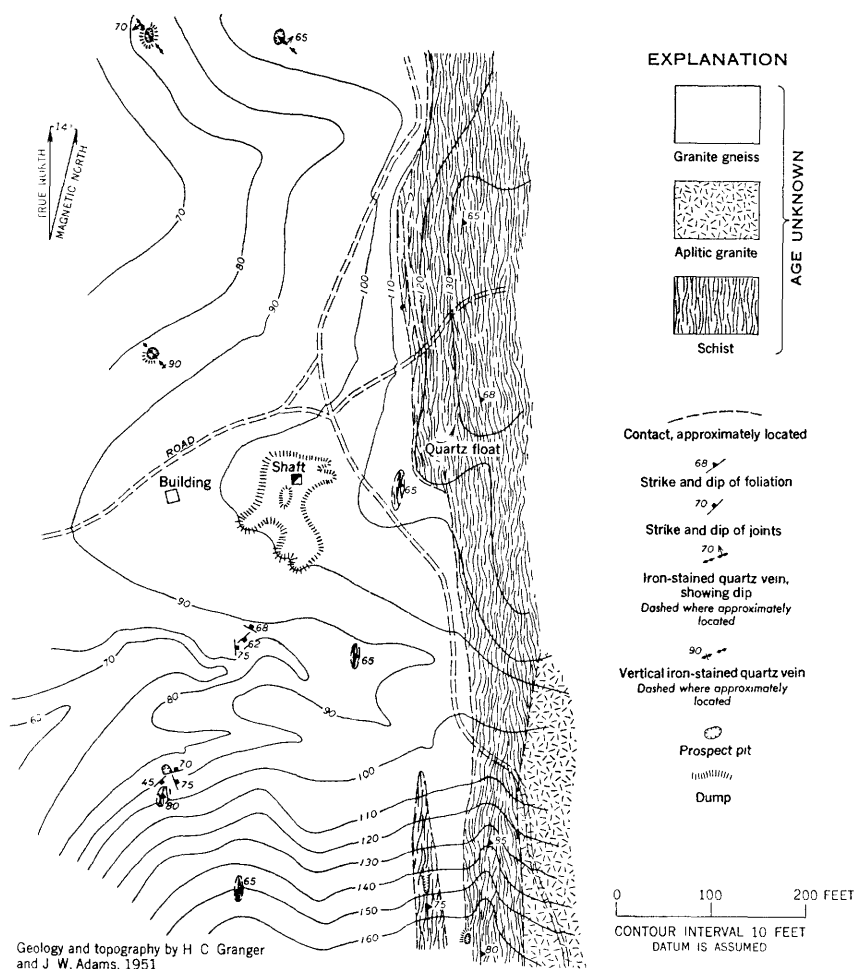 70
65
14°
TRUE NORTH
MAGNETIC NORTH
70
80
90
100
110
120
130
65
90
68
Quartz float
ROAD
Shaft
Building
65
90
68
62
75
70
65
80
90
60
100
70
45
75
80
110
120
130
55
65
140
75
150
160
80
Geology and topography by H C Granger
and J. W. Adams, 1951
EXPLANATION
Granite gneiss
Aplitic granite
Schist
AGE UNKNOWN
Contact, approximately located
68
Strike and dip of foliation
70
Strike and dip of joints
70
Iron-stained quartz vein,
showing dip
Dashed where approximately
located
90
Vertical iron-stained quartz vein
Dashed where approximately
located
Prospect pit
Dump
0 100 200 FEET
CONTOUR INTERVAL 10 FEET
DATUM IS ASSUMED